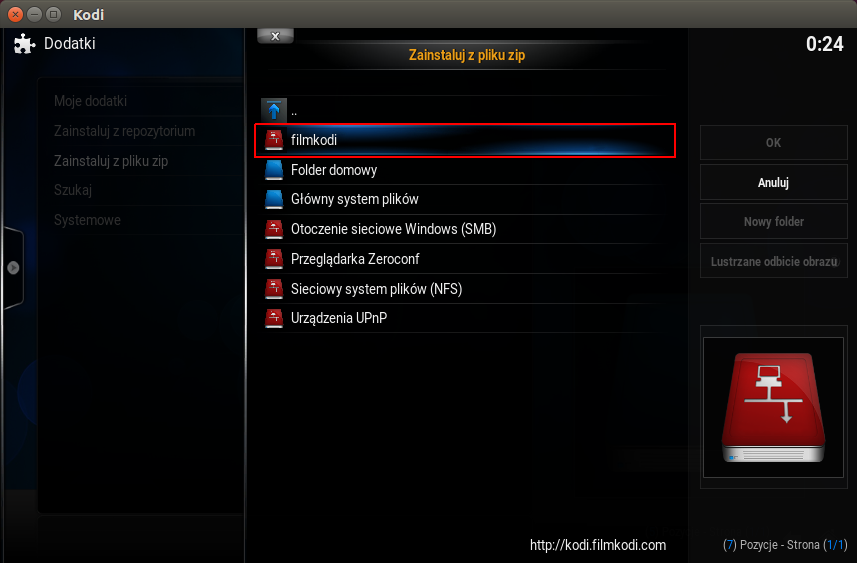 Kodi
Dodatki
Moje dodatki
Zainstaluj z repozytorium
Zainstaluj z pliku zip
Szukaj
Systemowe
x
Zainstaluj z pliku zip
..
filmkodi
Folder domowy
Główny system plików
Otoczenie sieciowe Windows (SMB)
Przeglądarka Zeroconf
Sieciowy system plików (NFS)
Urządzenia UPnP
http://kodi.filmkodi.com
0:24
OK
Anuluj
Nowy folder
Lustrzane odbicie obrazu
(7) Pozycje - Strona (1/1)